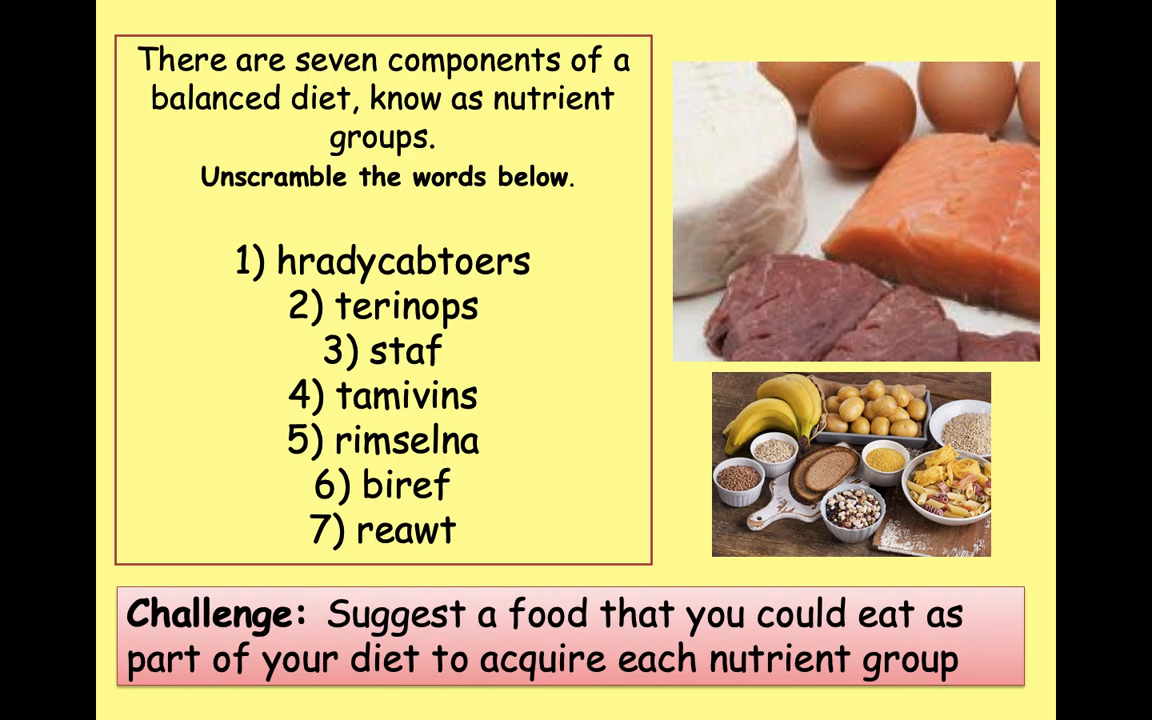 There are seven components of a
balanced diet, know as nutrient
groups.
Unscramble the words below.
1) hradycabtoers
2) terinops
3) staf
4) tamivins
5) rimselna
6) biref
7) reawt
Challenge: Suggest a food that you could eat as
part of your diet to acquire each nutrient group